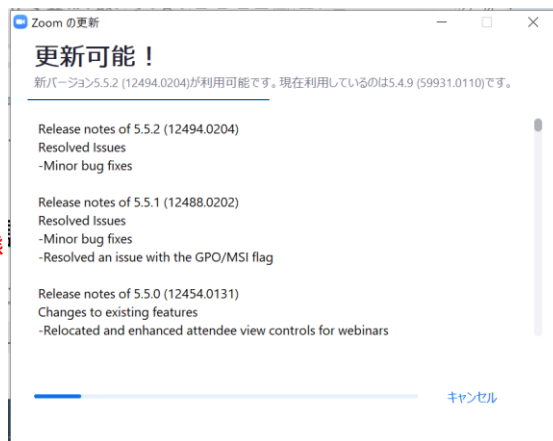 Zoom の更新
更新可能！
新バージョン5.5.2 (12494.0204)が利用可能です。現在利用しているのは5.4.9 (59931.0110)です。
Release notes of 5.5.2 (12494.0204)
Resolved Issues
-Minor bug fixes
Release notes of 5.5.1 (12488.0202)
Resolved Issues
-Minor bug fixes
-Resolved an issue with the GPO/MSI flag
Release notes of 5.5.0 (12454.0131)
Changes to existing features
-Relocated and enhanced attendee view controls for webinars
キャンセル